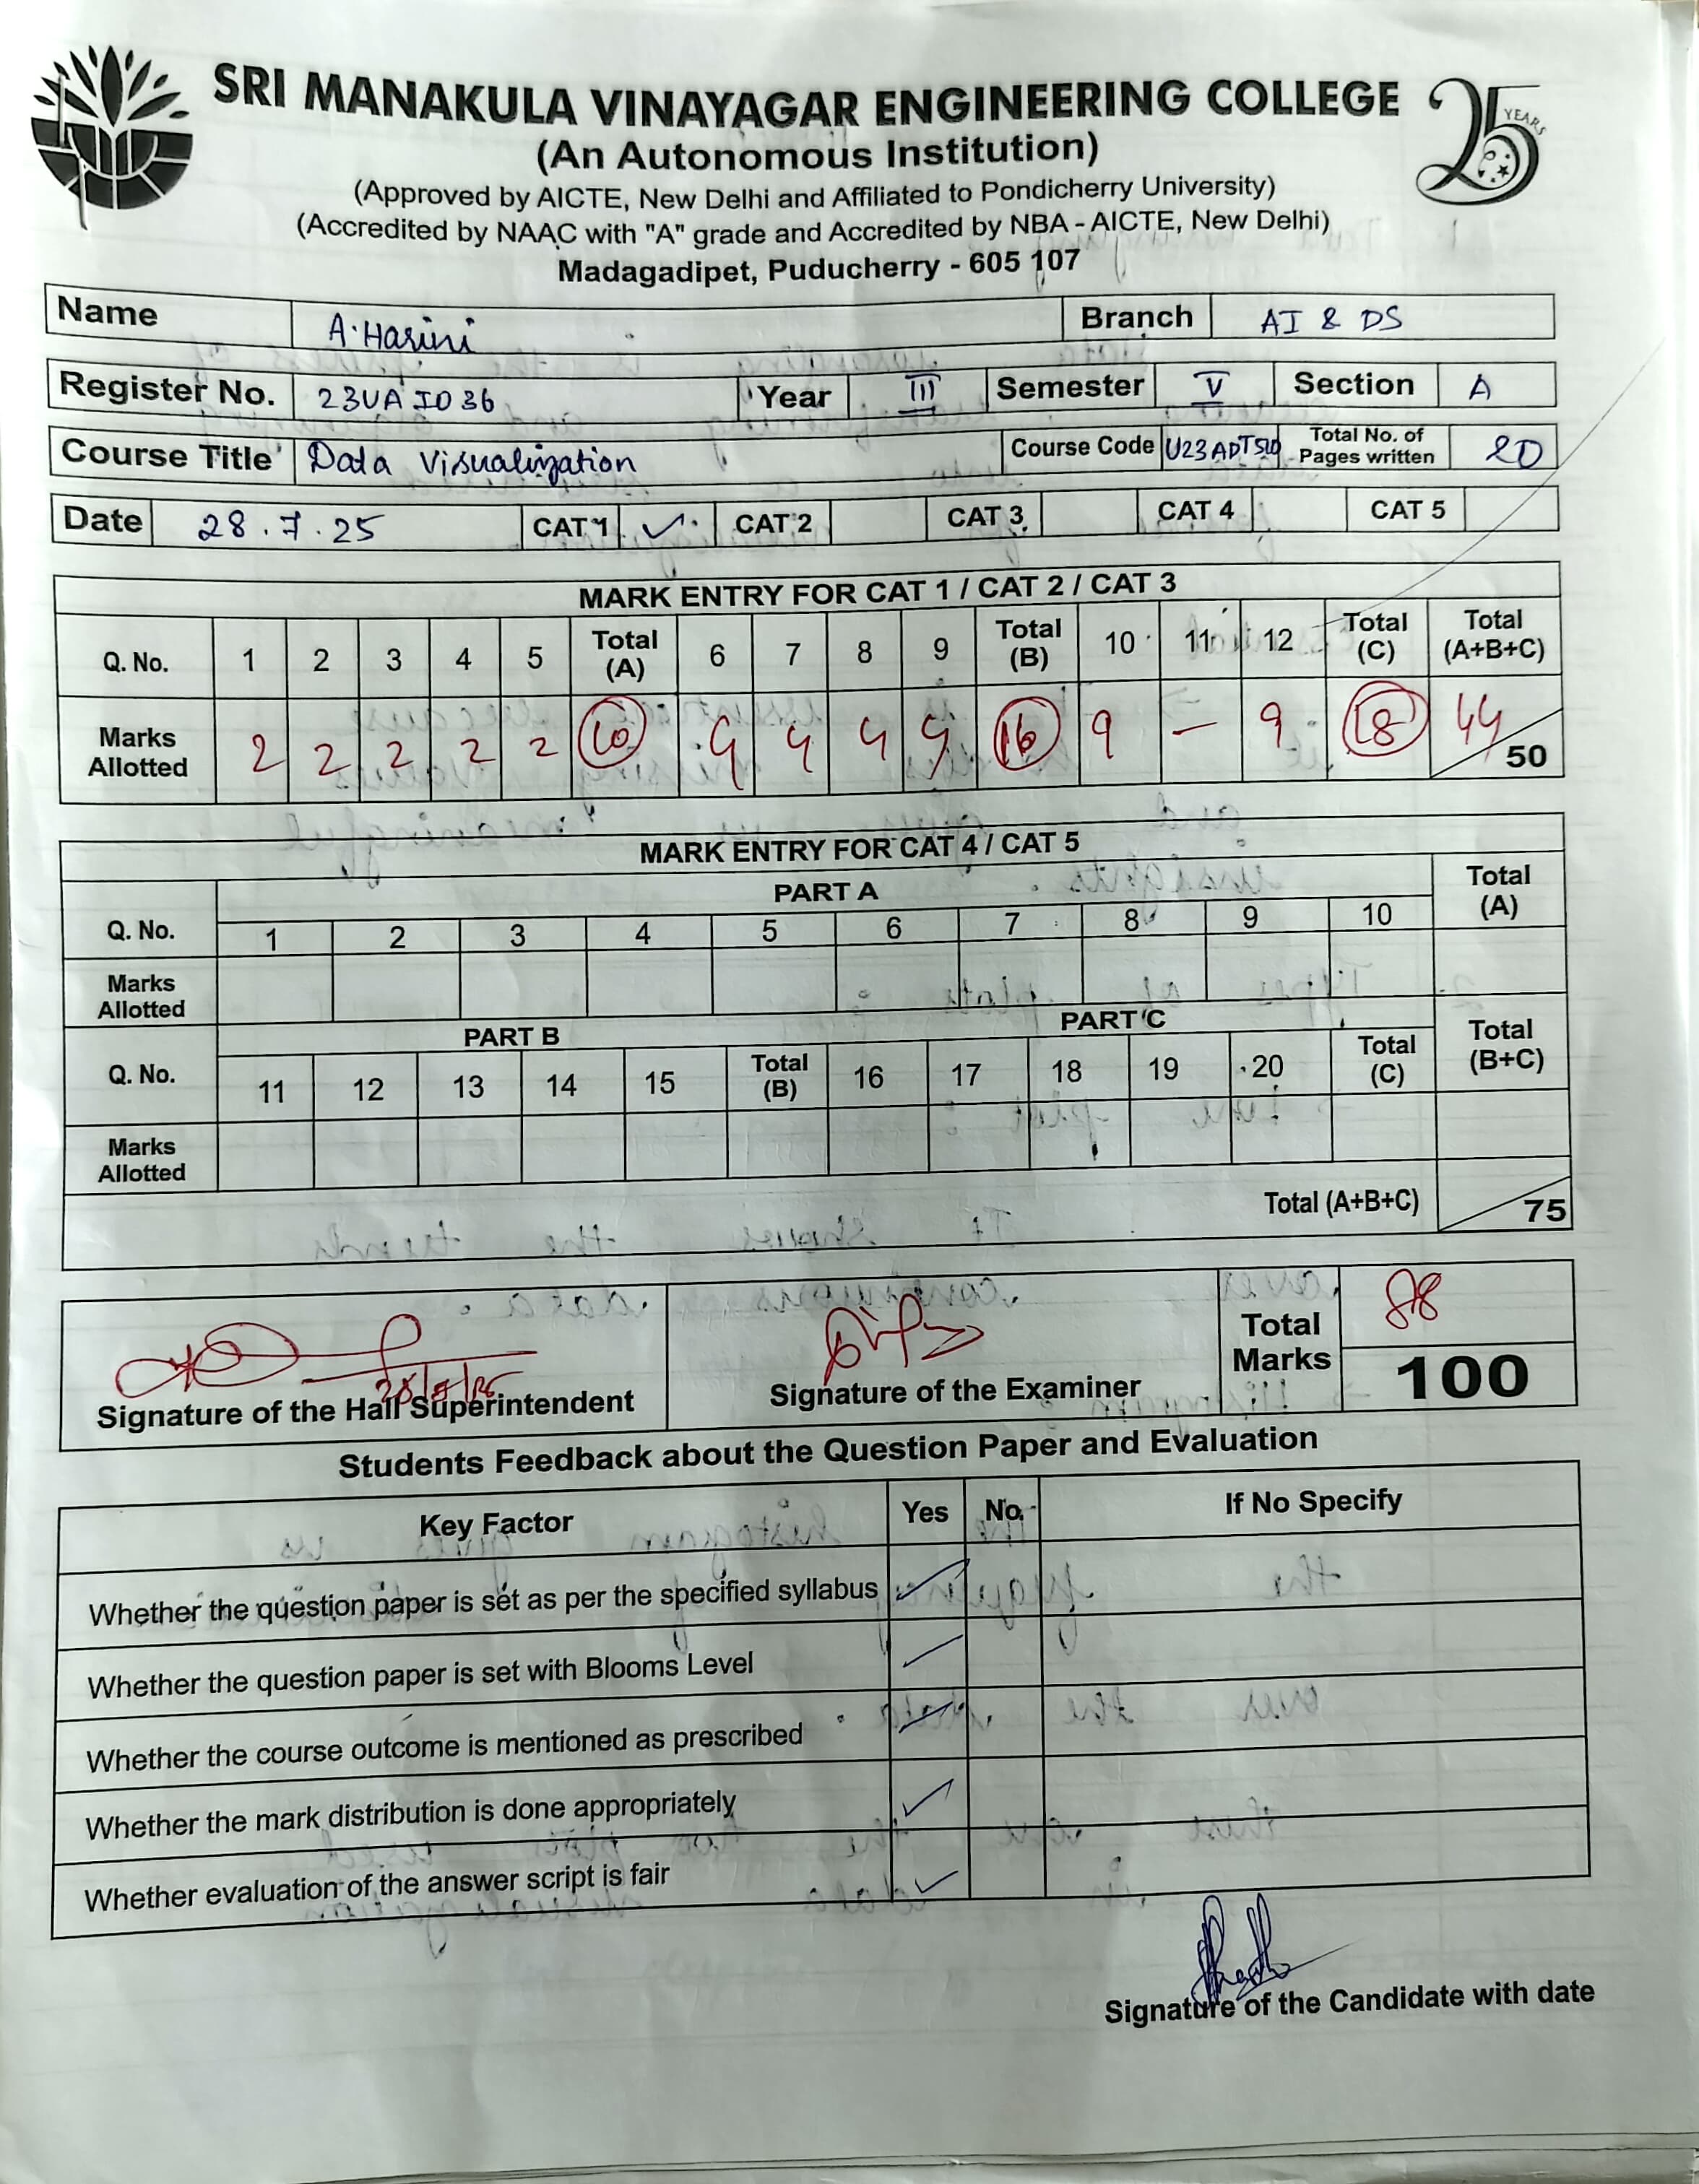 SRI MANAKULA VINAYAGAR ENGINEERING COLLEGE
25 YEARS
(An Autonomous Institution)
(Approved by AICTE, New Delhi and Affiliated to Pondicherry University)
(Accredited by NAAC with "A" grade and Accredited by NBA - AICTE, New Delhi)
Madagadipet, Puducherry - 605 107
Name A. Harini Branch AI & DS
Register No. 23UAI036 Year III Semester V Section A
Course Title Data Visualization Course Code Total No. of Pages written 20
Date 28.7.25 CAT 1 ✓ CAT 2 CAT 3 CAT 4 CAT 5
MARK ENTRY FOR CAT 1 / CAT 2 / CAT 3
Q. No. 1 2 3 4 5 Total (A) 6 7 8 9 Total (B) 10 11 12 Total (C) Total (A+B+C)
Marks Allotted 2 2 2 2 2 10 4 4 4 4 16 9 — 9 18 44/50
MARK ENTRY FOR CAT 4 / CAT 5
PART A Total (A)
Q. No. 1 2 3 4 5 6 7 8 9 10
Marks Allotted
PART B PART C
Q. No. 11 12 13 14 15 Total (B) 16 17 18 19 20 Total (C) Total (B+C)
Marks Allotted
Total (A+B+C) 75
Signature of the Hall Superintendent Signature of the Examiner Total Marks 88 100
Students Feedback about the Question Paper and Evaluation
Key Factor Yes No If No Specify
Whether the question paper is set as per the specified syllabus ✓
Whether the question paper is set with Blooms Level ✓
Whether the course outcome is mentioned as prescribed ✓
Whether the mark distribution is done appropriately ✓
Whether evaluation of the answer script is fair ✓
Signature of the Candidate with date